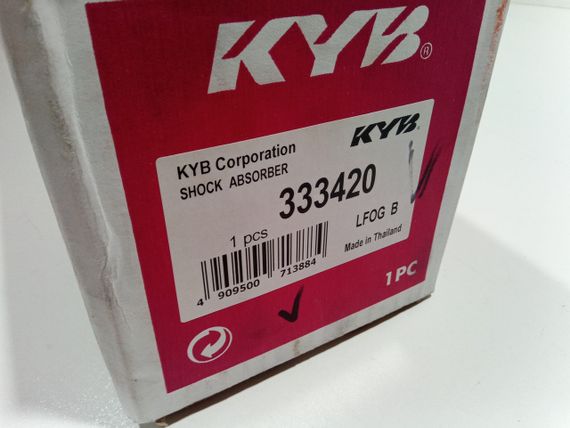 KYB®
KYB Corporation
KYB
SHOCK ABSORBER
333420
1 pcs
LFOG B
Made in Thailand
4 909500 713884
1PC